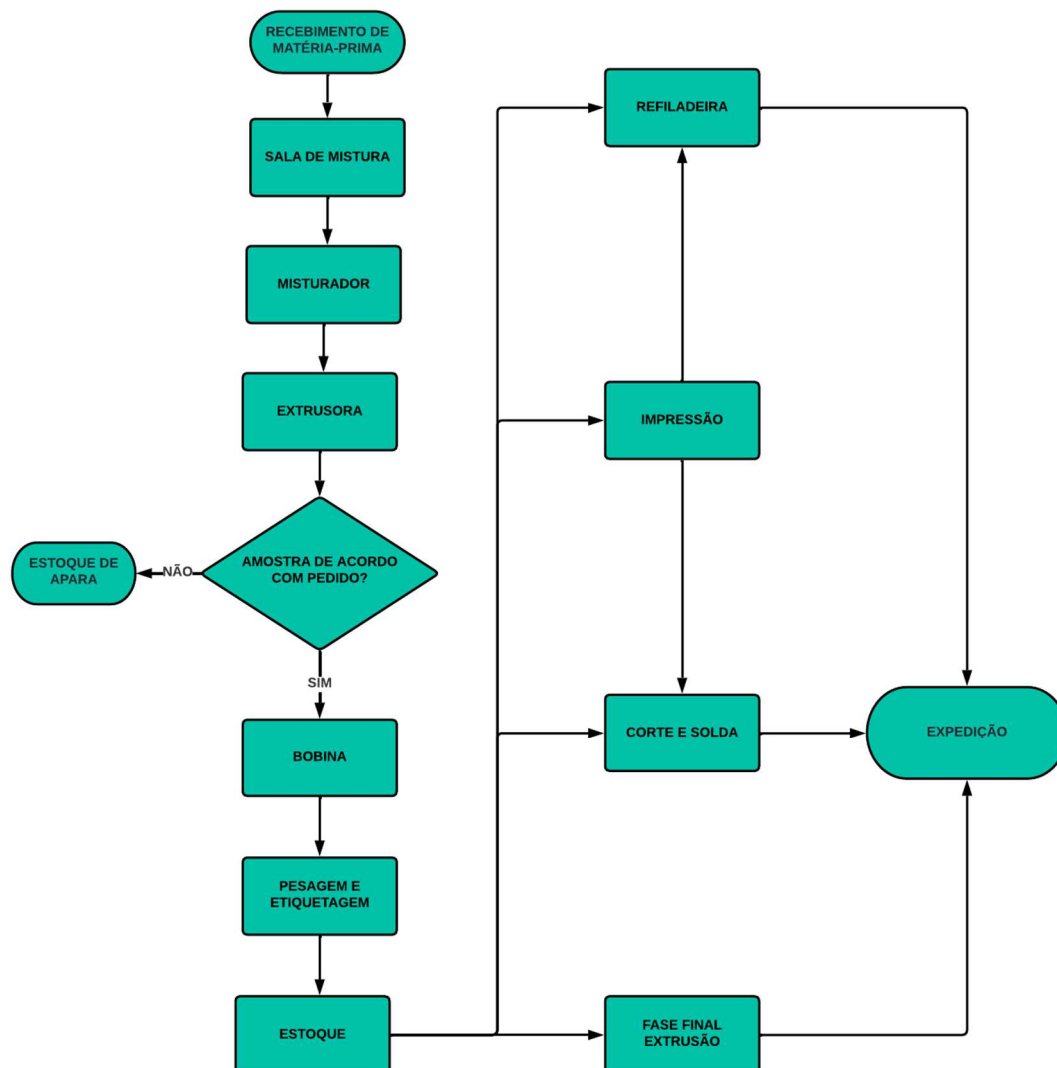 RECEBIMENTO DE
MATÉRIA-PRIMA
SALA DE MISTURA
MISTURADOR
EXTRUSORA
AMOSTRA DE ACORDO
COM PEDIDO?
NÃO
ESTOQUE DE
APARA
SIM
BOBINA
PESAGEM E
ETIQUETAGEM
ESTOQUE
REFILADEIRA
IMPRESSÃO
CORTE E SOLDA
FASE FINAL
EXTRUSÃO
EXPEDIÇÃO